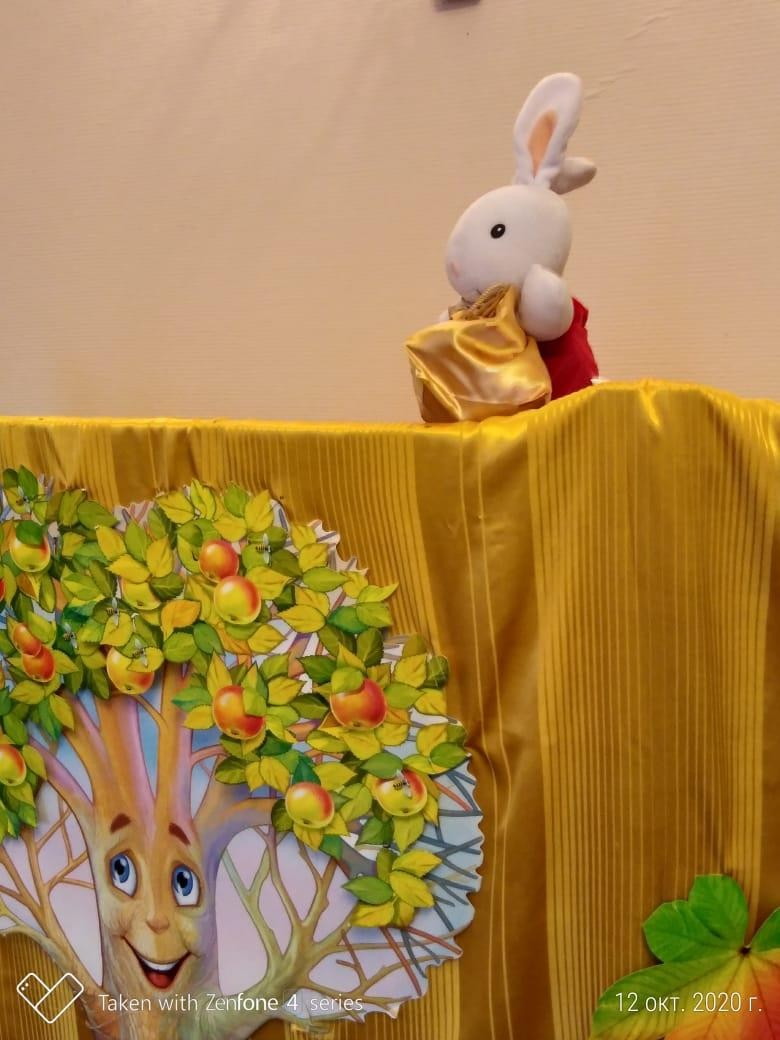 Taken with Zenfone 4 series 12 окт. 2020 г.